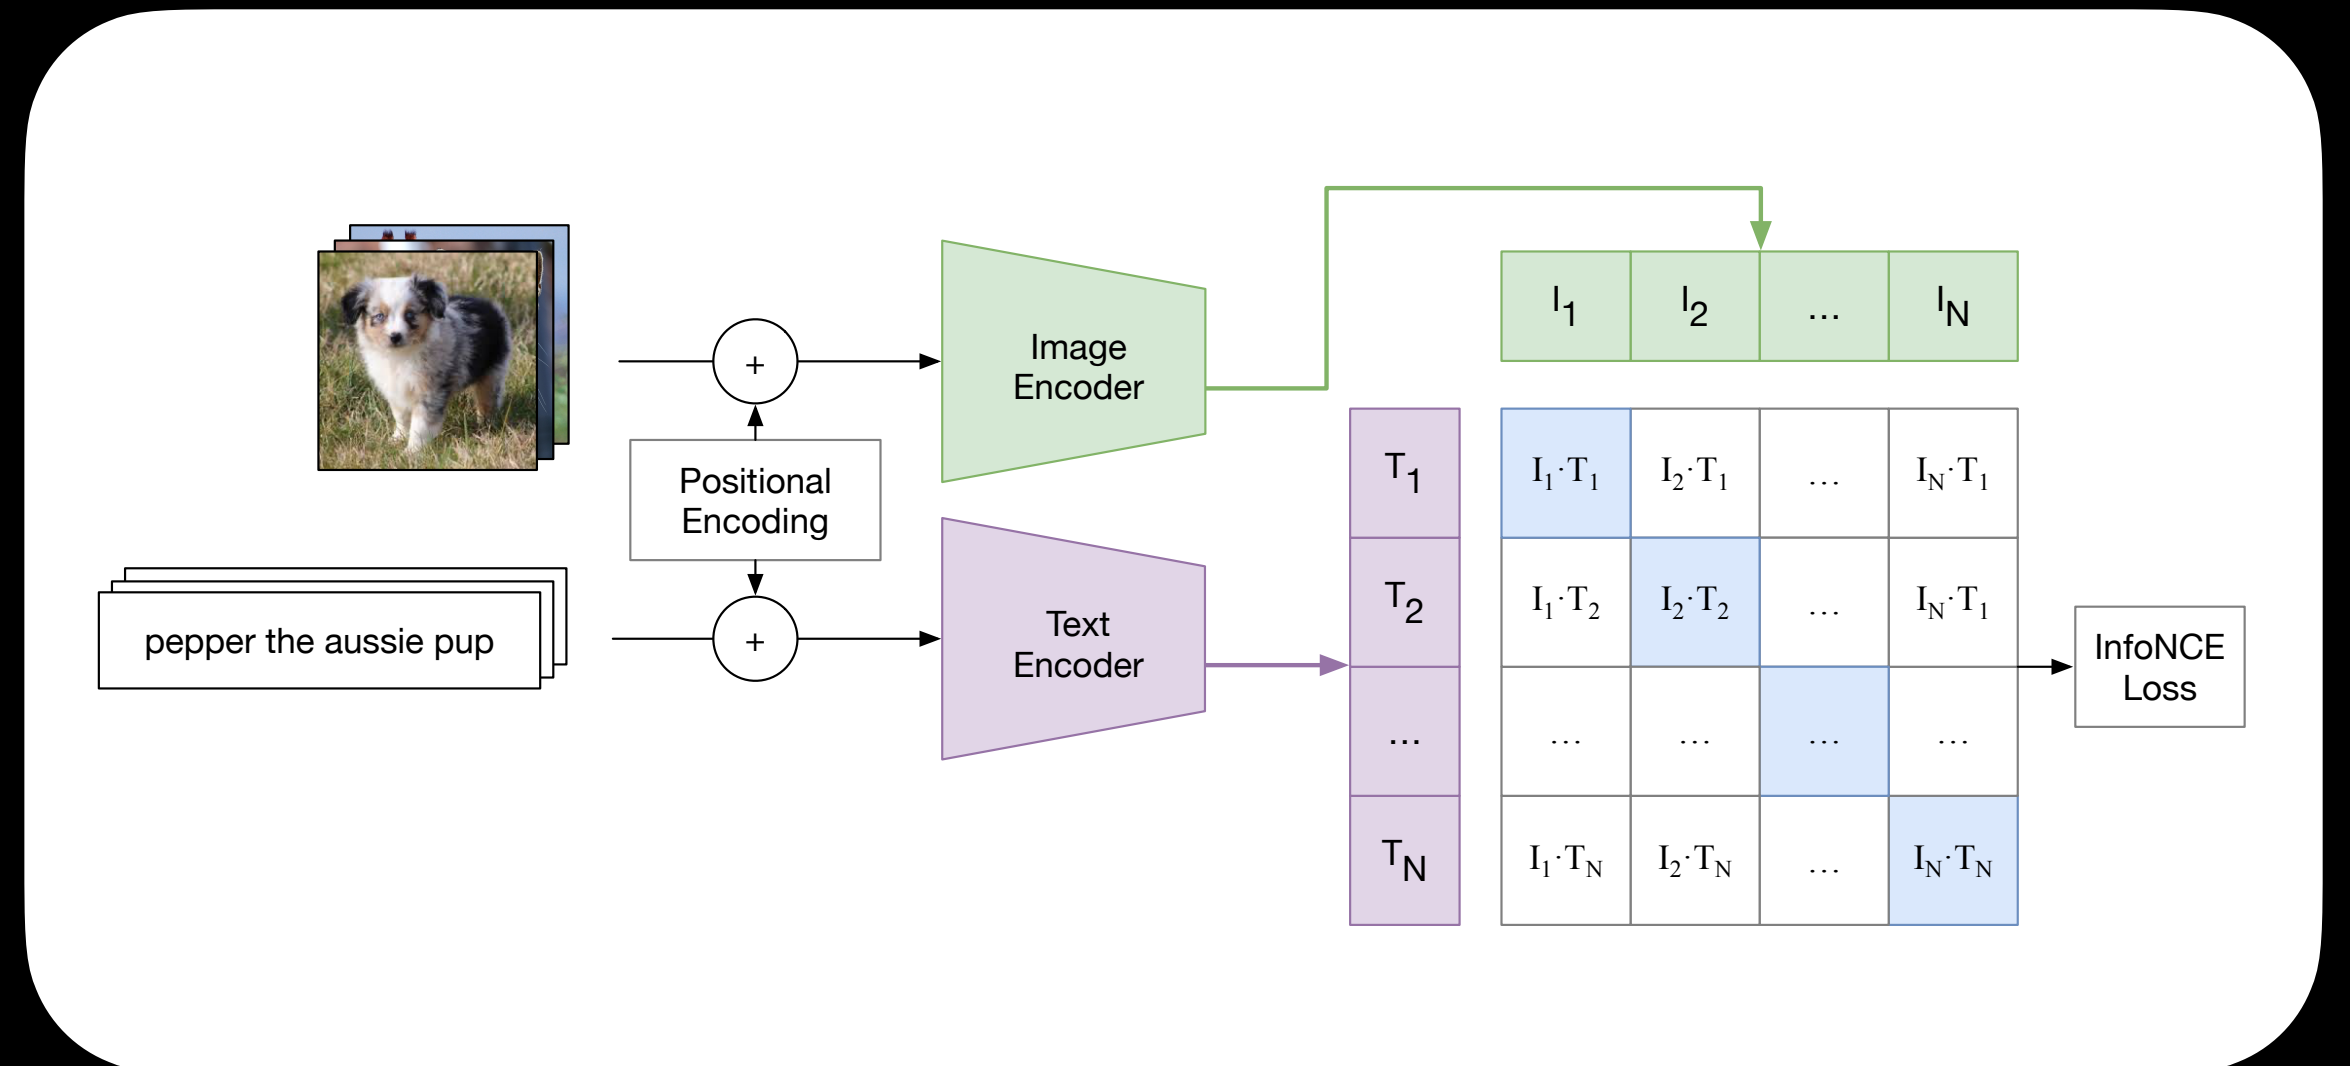 pepper the aussie pup
+
+
Positional
Encoding
Image
Encoder
Text
Encoder
I1 I2 ... IN
T1
T2
...
TN
I1·T1 I2·T1 ... IN·T1
I1·T2 I2·T2 ... IN·T1
... ... ... ...
I1·TN I2·TN ... IN·TN
InfoNCE
Loss